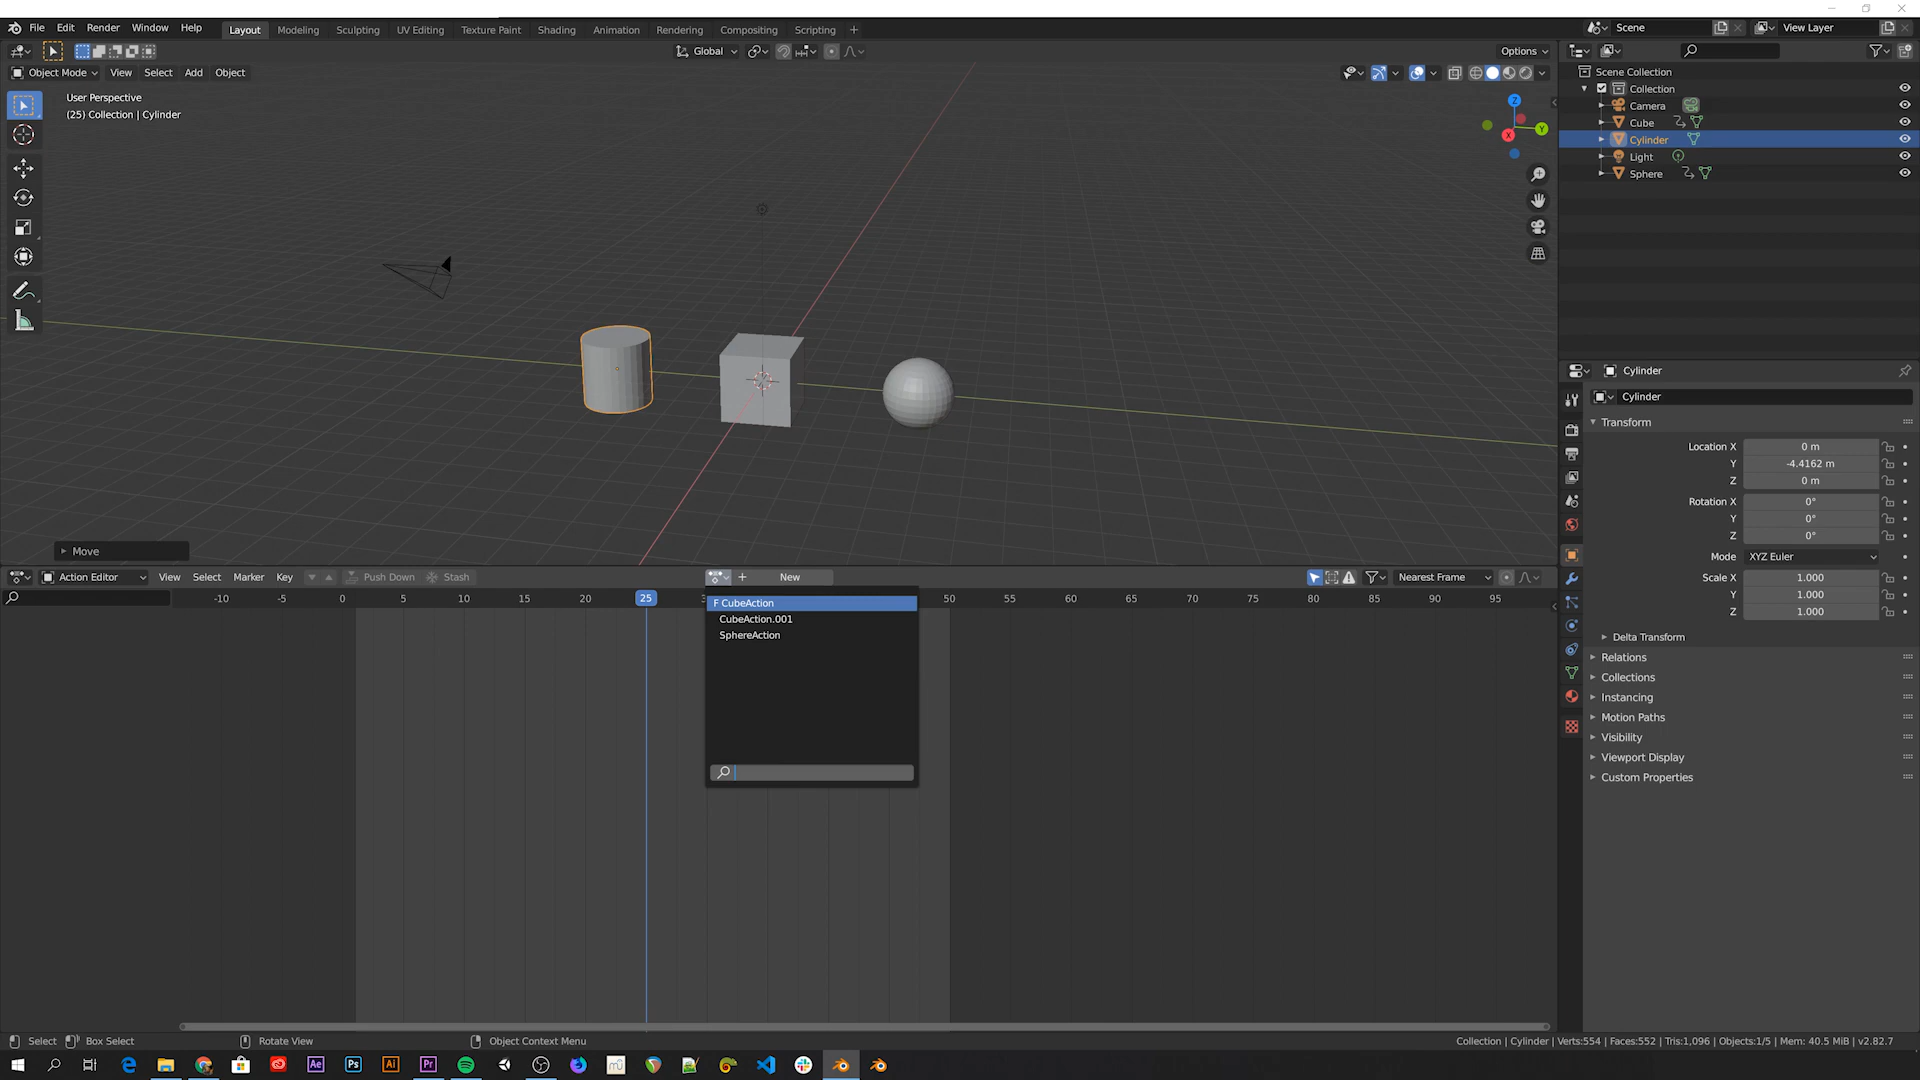 File Edit Render Window Help Layout Modeling Sculpting UV Editing Texture Paint Shading Animation Rendering Compositing Scripting + Scene View Layer
Global Options
Object Mode View Select Add Object
User Perspective
(25) Collection | Cylinder
Z
Y
X
Scene Collection
Collection
Camera
Cube
Cylinder
Light
Sphere
Move
Cylinder
Cylinder
Transform
Location X 0 m
Y -4.4162 m
Z 0 m
Rotation X 0°
Y 0°
Z 0°
Mode XYZ Euler
Scale X 1.000
Y 1.000
Z 1.000
Delta Transform
Relations
Collections
Instancing
Motion Paths
Visibility
Viewport Display
Custom Properties
Action Editor View Select Marker Key Push Down Stash + New Nearest Frame
-10 -5 0 5 10 15 20 25 50 55 60 65 70 75 80 85 90 95
F CubeAction
CubeAction.001
SphereAction
Select Box Select Rotate View Object Context Menu Collection | Cylinder | Verts:554 | Faces:552 | Tris:1,096 | Objects:1/5 | Mem: 40.5 MiB | v2.82.7
Ae Ps Ai Pr